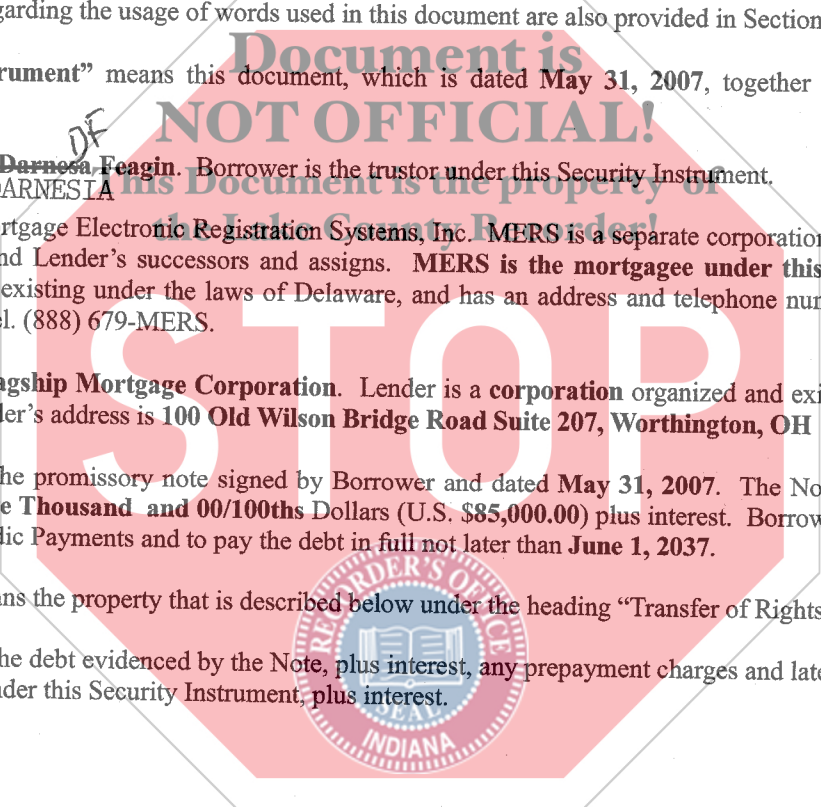 garding the usage of words used in this document are also provided in Section
Document is
rument” means this document, which is dated May 31, 2007, together
NOT OFFICIAL!
DF
Darnesa Feagin. Borrower is the trustor under this Security Instrument.
This Document is the property of
DARNESIA
the Lake County Recorder!
rtgage Electronic Registration Systems, Inc. MERS is a separate corporation
nd Lender’s successors and assigns. MERS is the mortgagee under this
existing under the laws of Delaware, and has an address and telephone num
el. (888) 679-MERS.
STOP
agship Mortgage Corporation. Lender is a corporation organized and exi
der’s address is 100 Old Wilson Bridge Road Suite 207, Worthington, OH
he promissory note signed by Borrower and dated May 31, 2007. The No
e Thousand and 00/100ths Dollars (U.S. $85,000.00) plus interest. Borrow
dic Payments and to pay the debt in full not later than June 1, 2037.
ans the property that is described below under the heading “Transfer of Rights
he debt evidenced by the Note, plus interest, any prepayment charges and late
nder this Security Instrument, plus interest.
RECORDER'S OFFICE
SEAL
INDIANA